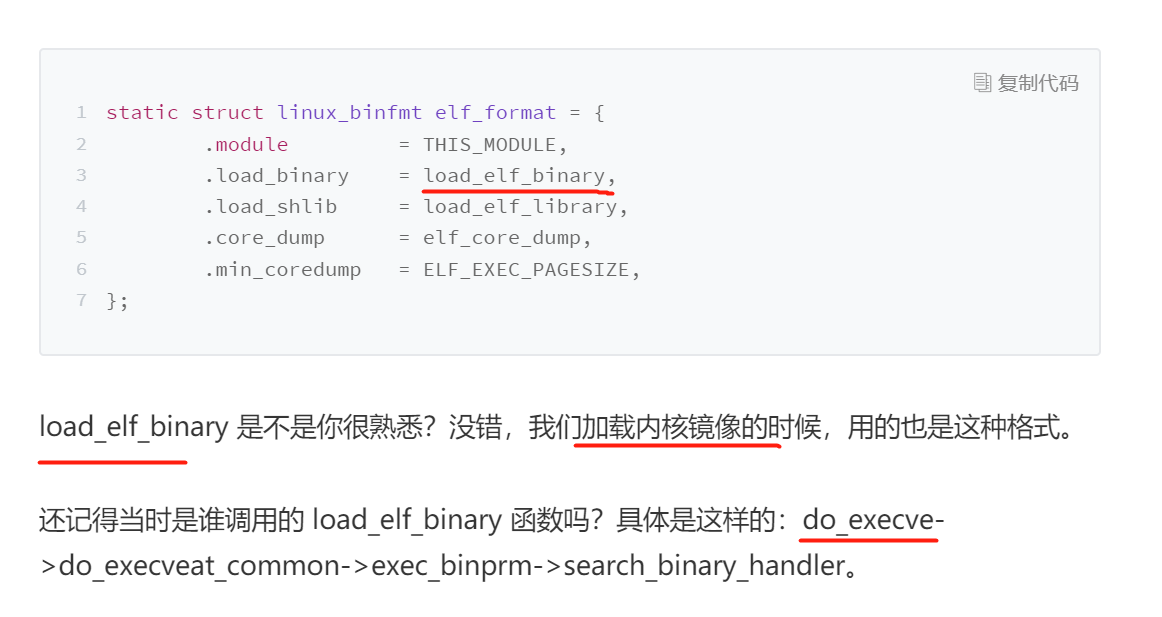 复制代码
1 static struct linux_binfmt elf_format = {
2         .module         = THIS_MODULE,
3         .load_binary    = load_elf_binary,
4         .load_shlib     = load_elf_library,
5         .core_dump      = elf_core_dump,
6         .min_coredump   = ELF_EXEC_PAGESIZE,
7 };
load_elf_binary 是不是你很熟悉？没错，我们加载内核镜像的时候，用的也是这种格式。
还记得当时是谁调用的 load_elf_binary 函数吗？具体是这样的：do_execve-
>do_execveat_common->exec_binprm->search_binary_handler。